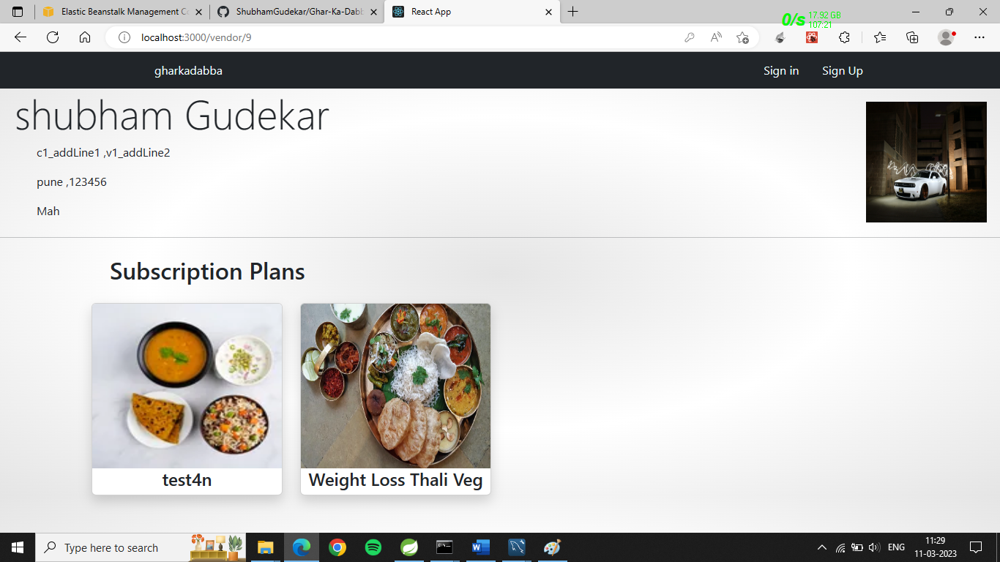 Elastic Beanstalk Management Co
ShubhamGudekar/Ghar-Ka-Dabb
React App
0/s 17.92 GB
107:21
localhost:3000/vendor/9
gharkadabba
Sign in
Sign Up
shubham Gudekar
c1_addLine1 ,v1_addLine2
pune ,123456
Mah
Subscription Plans
test4n
Weight Loss Thali Veg
Type here to search
ENG
11:29
11-03-2023